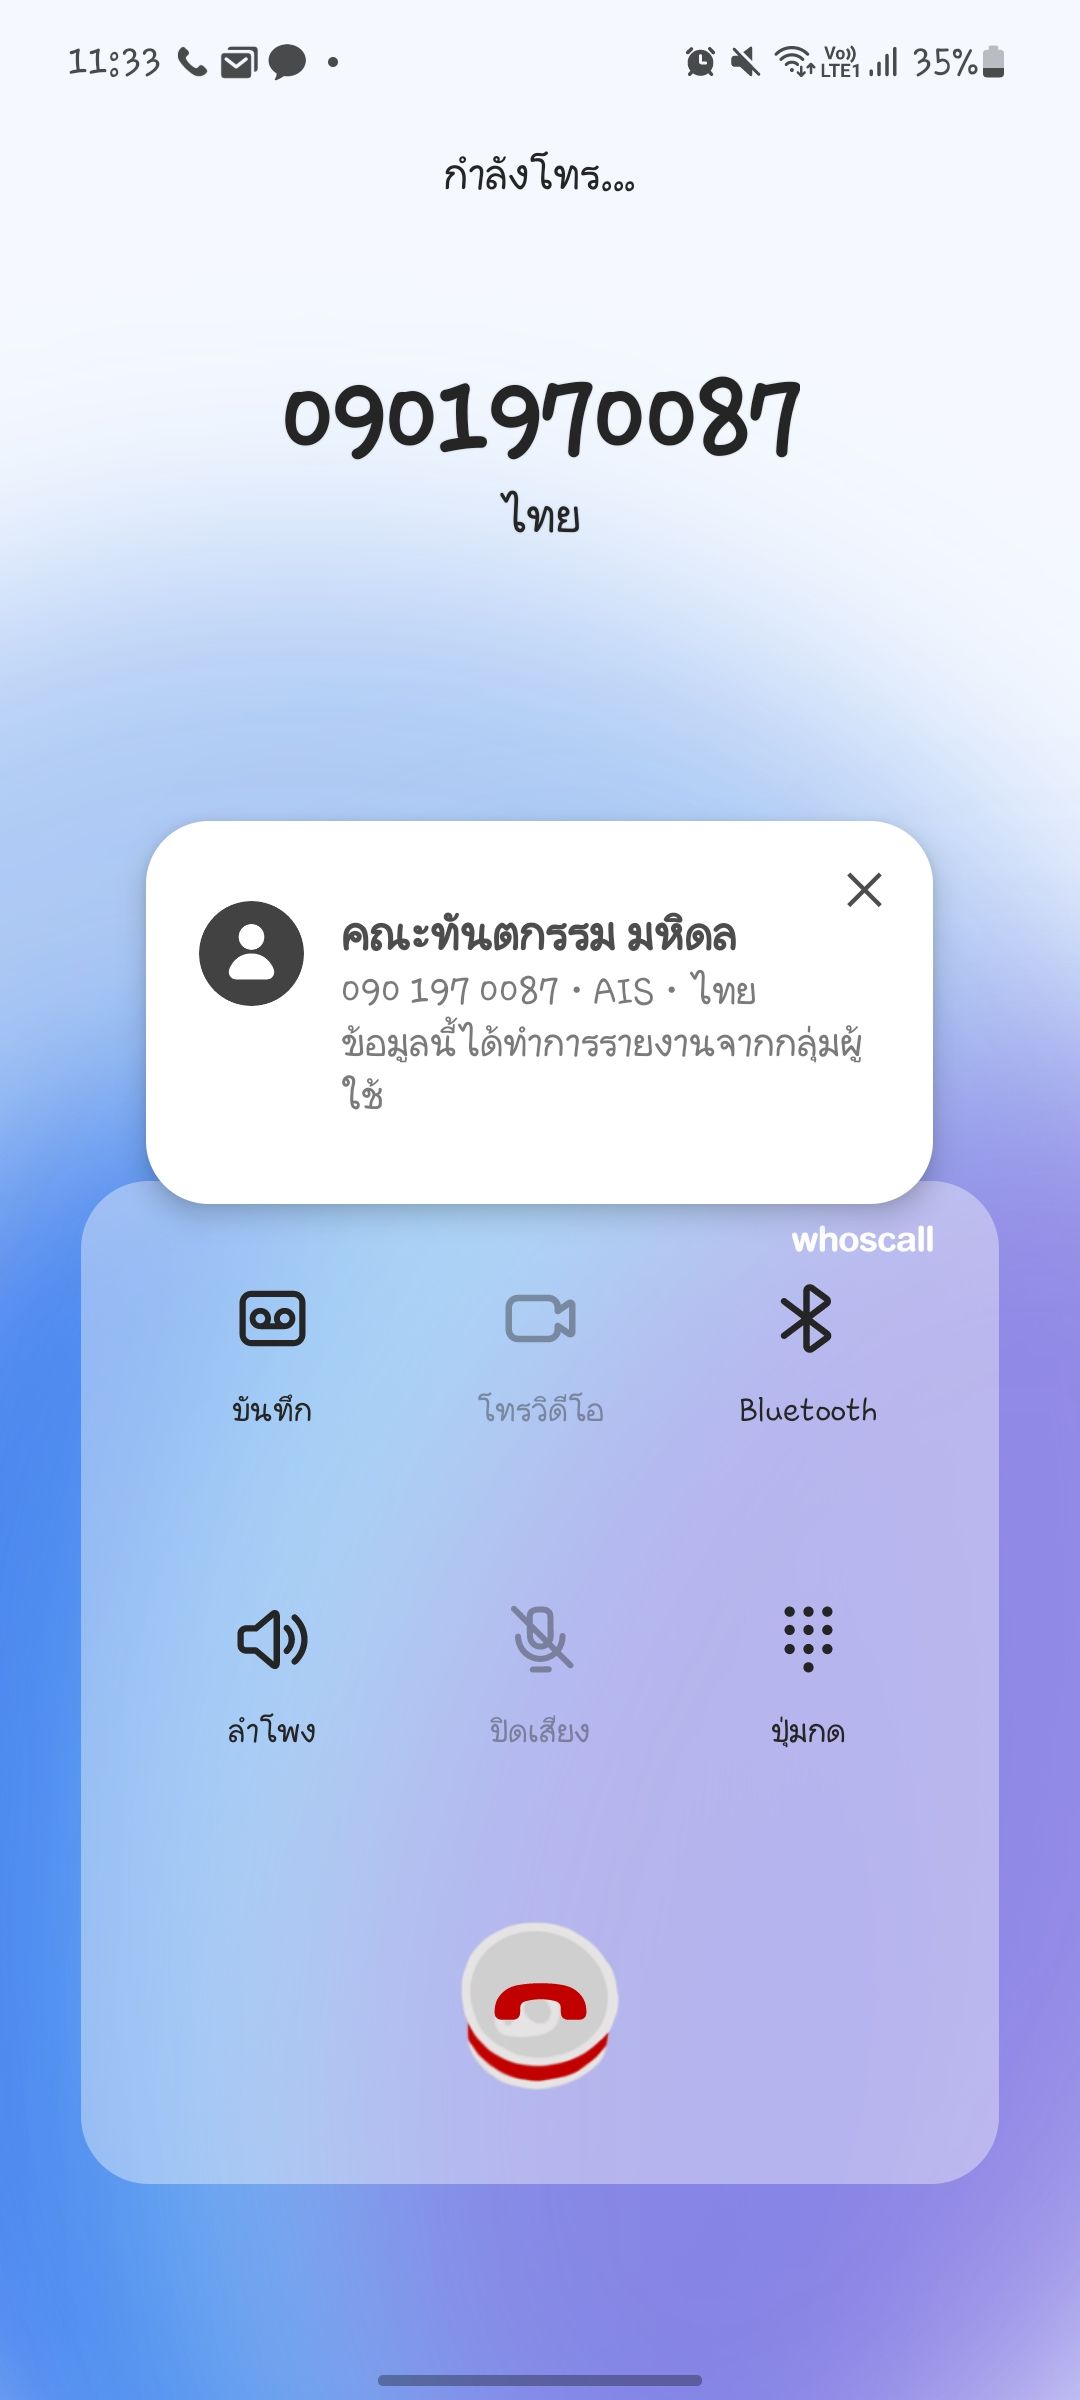 11:33
Vo)) LTE1 35%
กำลังโทร...
0901970087
ไทย
คณะทันตกรรม มหิดล
090 197 0087 • AIS • ไทย
ข้อมูลนี้ได้ทำการรายงานจากกลุ่มผู้
ใช้
whoscall
บันทึก โทรวิดีโอ Bluetooth
ลำโพง ปิดเสียง ปุ่มกด